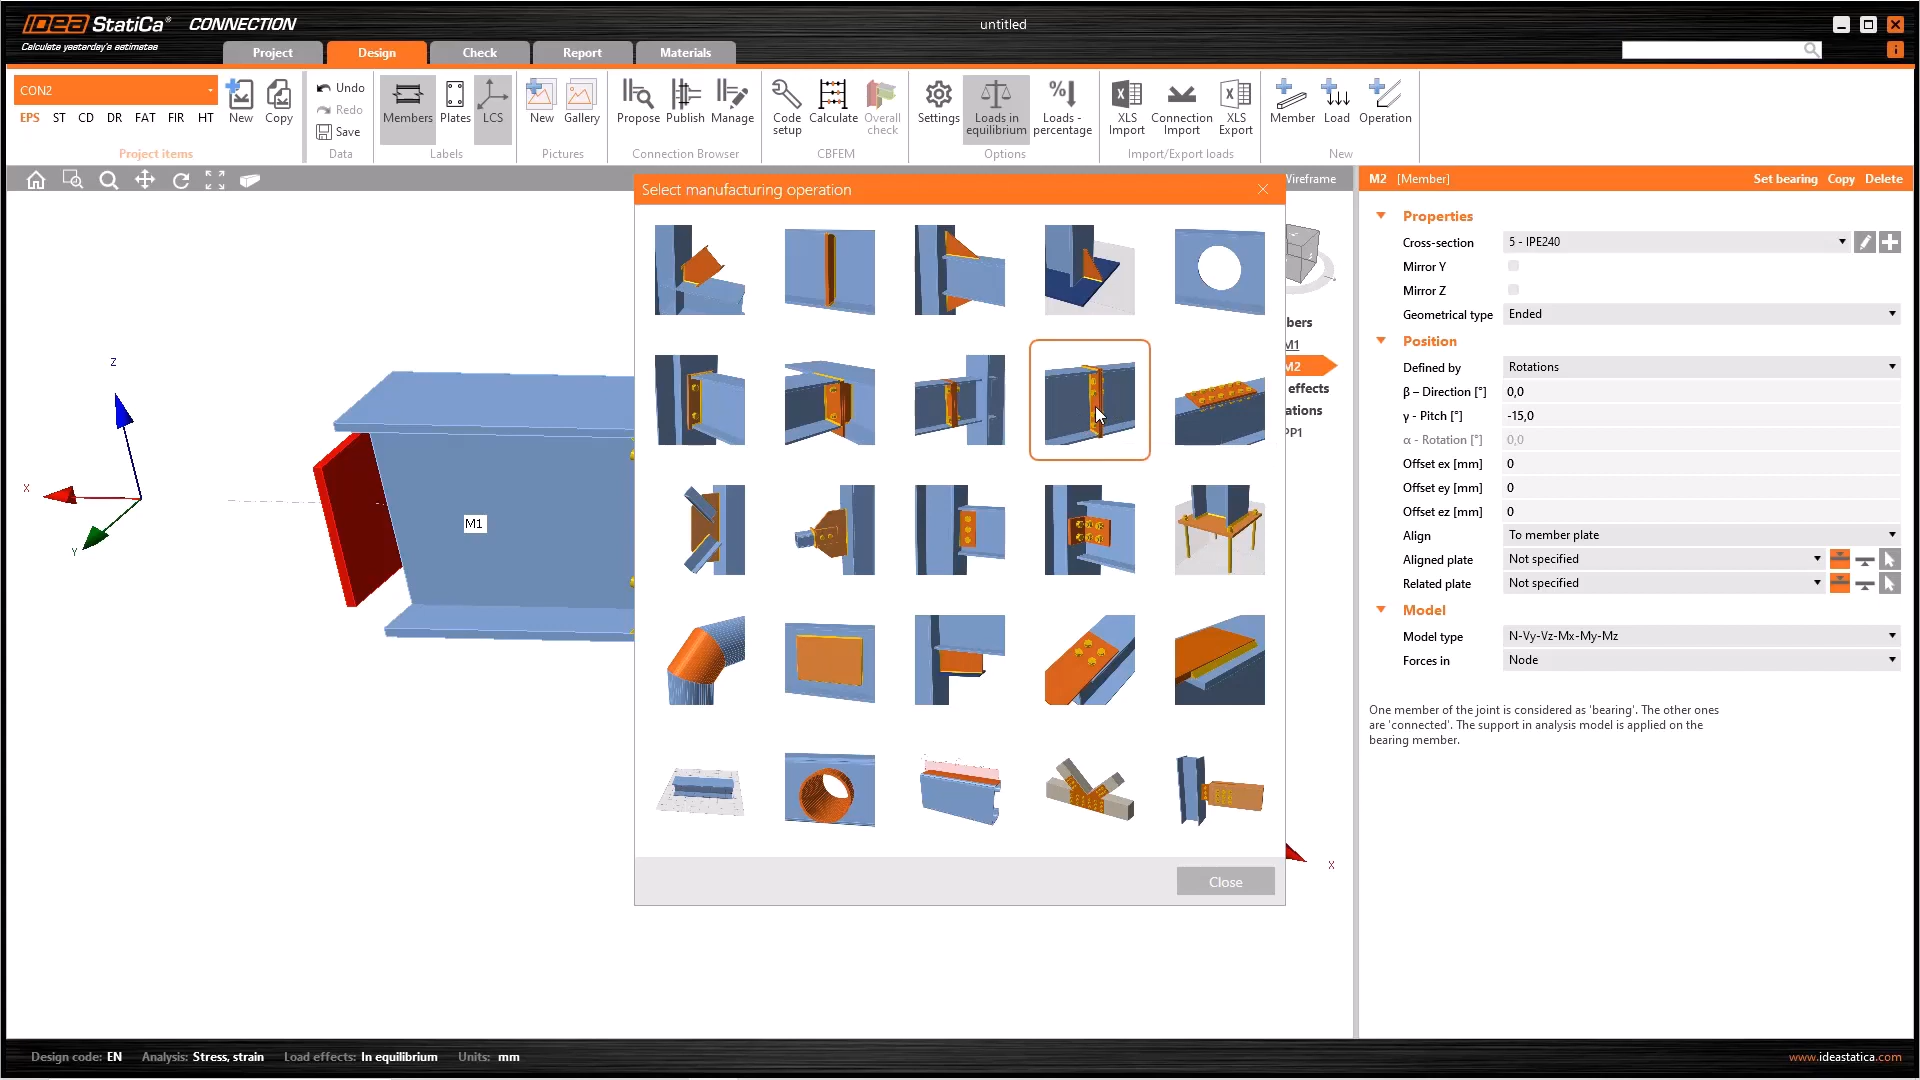 IDEA StatiCa® CONNECTION
Calculate yesterday's estimates
untitled
Project
Design
Check
Report
Materials
CON2
EPS ST CD DR FAT FIR HT
New
Copy
Project items
Undo
Redo
Save
Data
Members
Plates
LCS
Labels
New
Gallery
Pictures
Propose
Publish
Manage
Connection Browser
Code setup
Calculate
Overall check
CBFEM
Settings
Loads in equilibrium
Loads - percentage
Options
XLS Import
Connection Import
XLS Export
Import/Export loads
Member
Load
Operation
New
Select manufacturing operation
Wireframe
M2 [Member]
Set bearing Copy Delete
Properties
Cross-section 5 - IPE240
Mirror Y
Mirror Z
Geometrical type Ended
Position
Defined by Rotations
β – Direction [°] 0,0
γ - Pitch [°] -15,0
α - Rotation [°] 0,0
Offset ex [mm] 0
Offset ey [mm] 0
Offset ez [mm] 0
Align To member plate
Aligned plate Not specified
Related plate Not specified
Model
Model type N-Vy-Vz-Mx-My-Mz
Forces in Node
One member of the joint is considered as 'bearing'. The other ones
are 'connected'. The support in analysis model is applied on the
bearing member.
bers
M1
M2
effects
ations
PP1
Z
X
Y
M1
X
Close
Design code: EN Analysis: Stress, strain Load effects: In equilibrium Units: mm
www.ideastatica.com